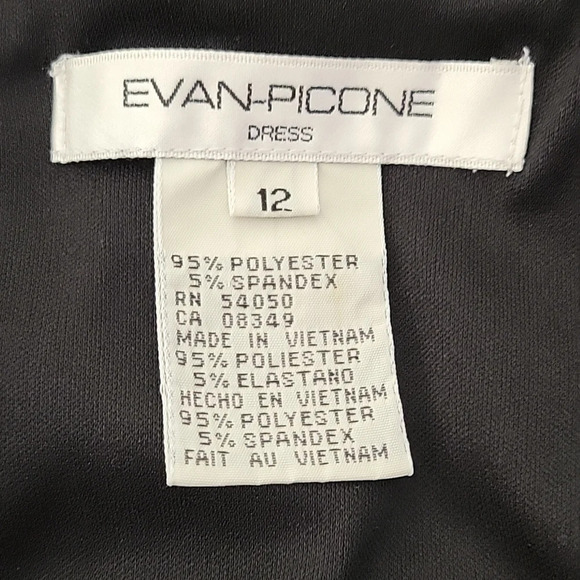 EVAN-PICONE
DRESS
12
95% POLYESTER
5% SPANDEX
RN 54050
CA 08349
MADE IN VIETNAM
95% POLIESTER
5% ELASTANO
HECHO EN VIETNAM
95% POLYESTER
5% SPANDEX
FAIT AU VIETNAM